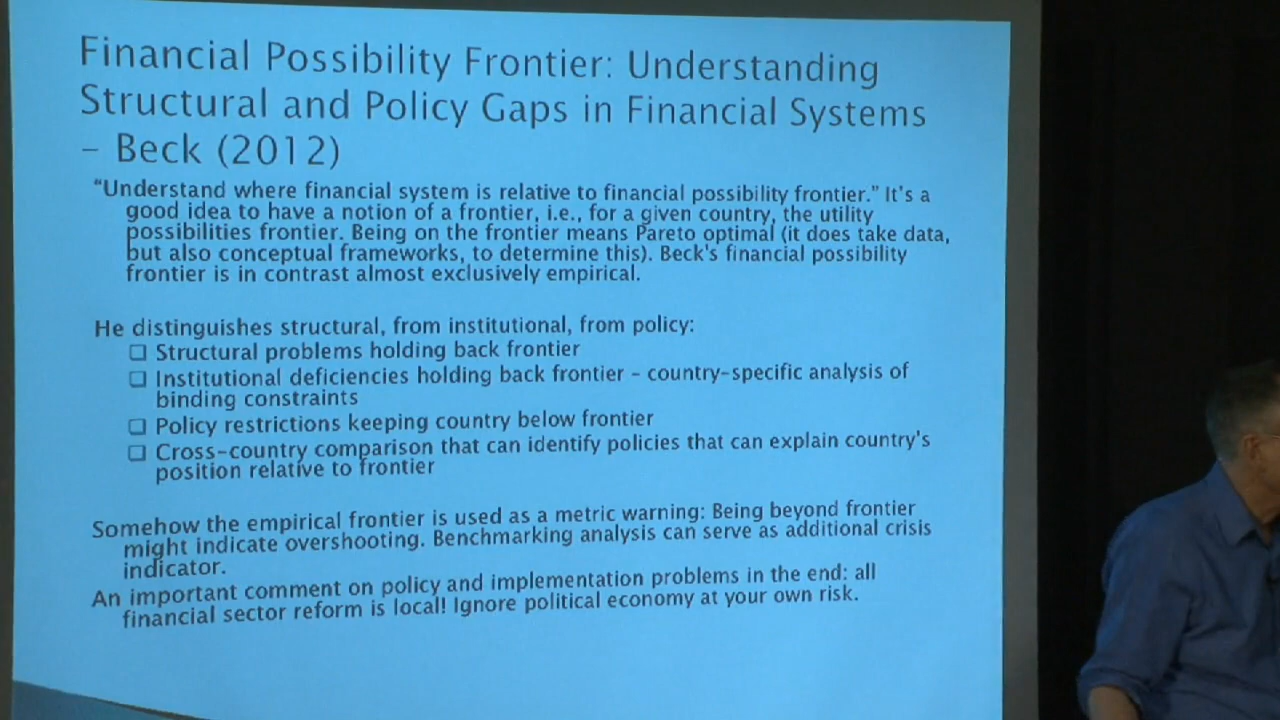 Financial Possibility Frontier: Understanding
Structural and Policy Gaps in Financial Systems
– Beck (2012)
“Understand where financial system is relative to financial possibility frontier.” It's a
good idea to have a notion of a frontier, i.e., for a given country, the utility
possibilities frontier. Being on the frontier means Pareto optimal (it does take data,
but also conceptual frameworks, to determine this). Beck's financial possibility
frontier is in contrast almost exclusively empirical.
He distinguishes structural, from institutional, from policy:
❑ Structural problems holding back frontier
❑ Institutional deficiencies holding back frontier – country-specific analysis of
binding constraints
❑ Policy restrictions keeping country below frontier
❑ Cross-country comparison that can identify policies that can explain country's
position relative to frontier
Somehow the empirical frontier is used as a metric warning: Being beyond frontier
might indicate overshooting. Benchmarking analysis can serve as additional crisis
indicator.
An important comment on policy and implementation problems in the end: all
financial sector reform is local! Ignore political economy at your own risk.